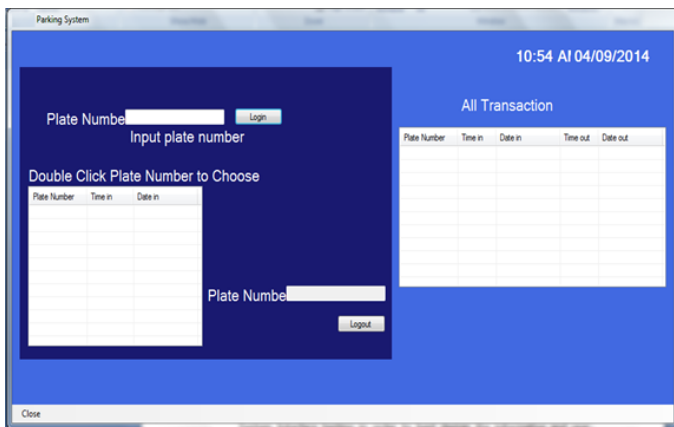 Parking System
10:54 AI 04/09/2014
Plate Numbe
Login
Input plate number
Double Click Plate Number to Choose
Plate Number Time in Date in
Plate Numbe
Logout
All Transaction
Plate Number Time in Date in Time out Date out
Close